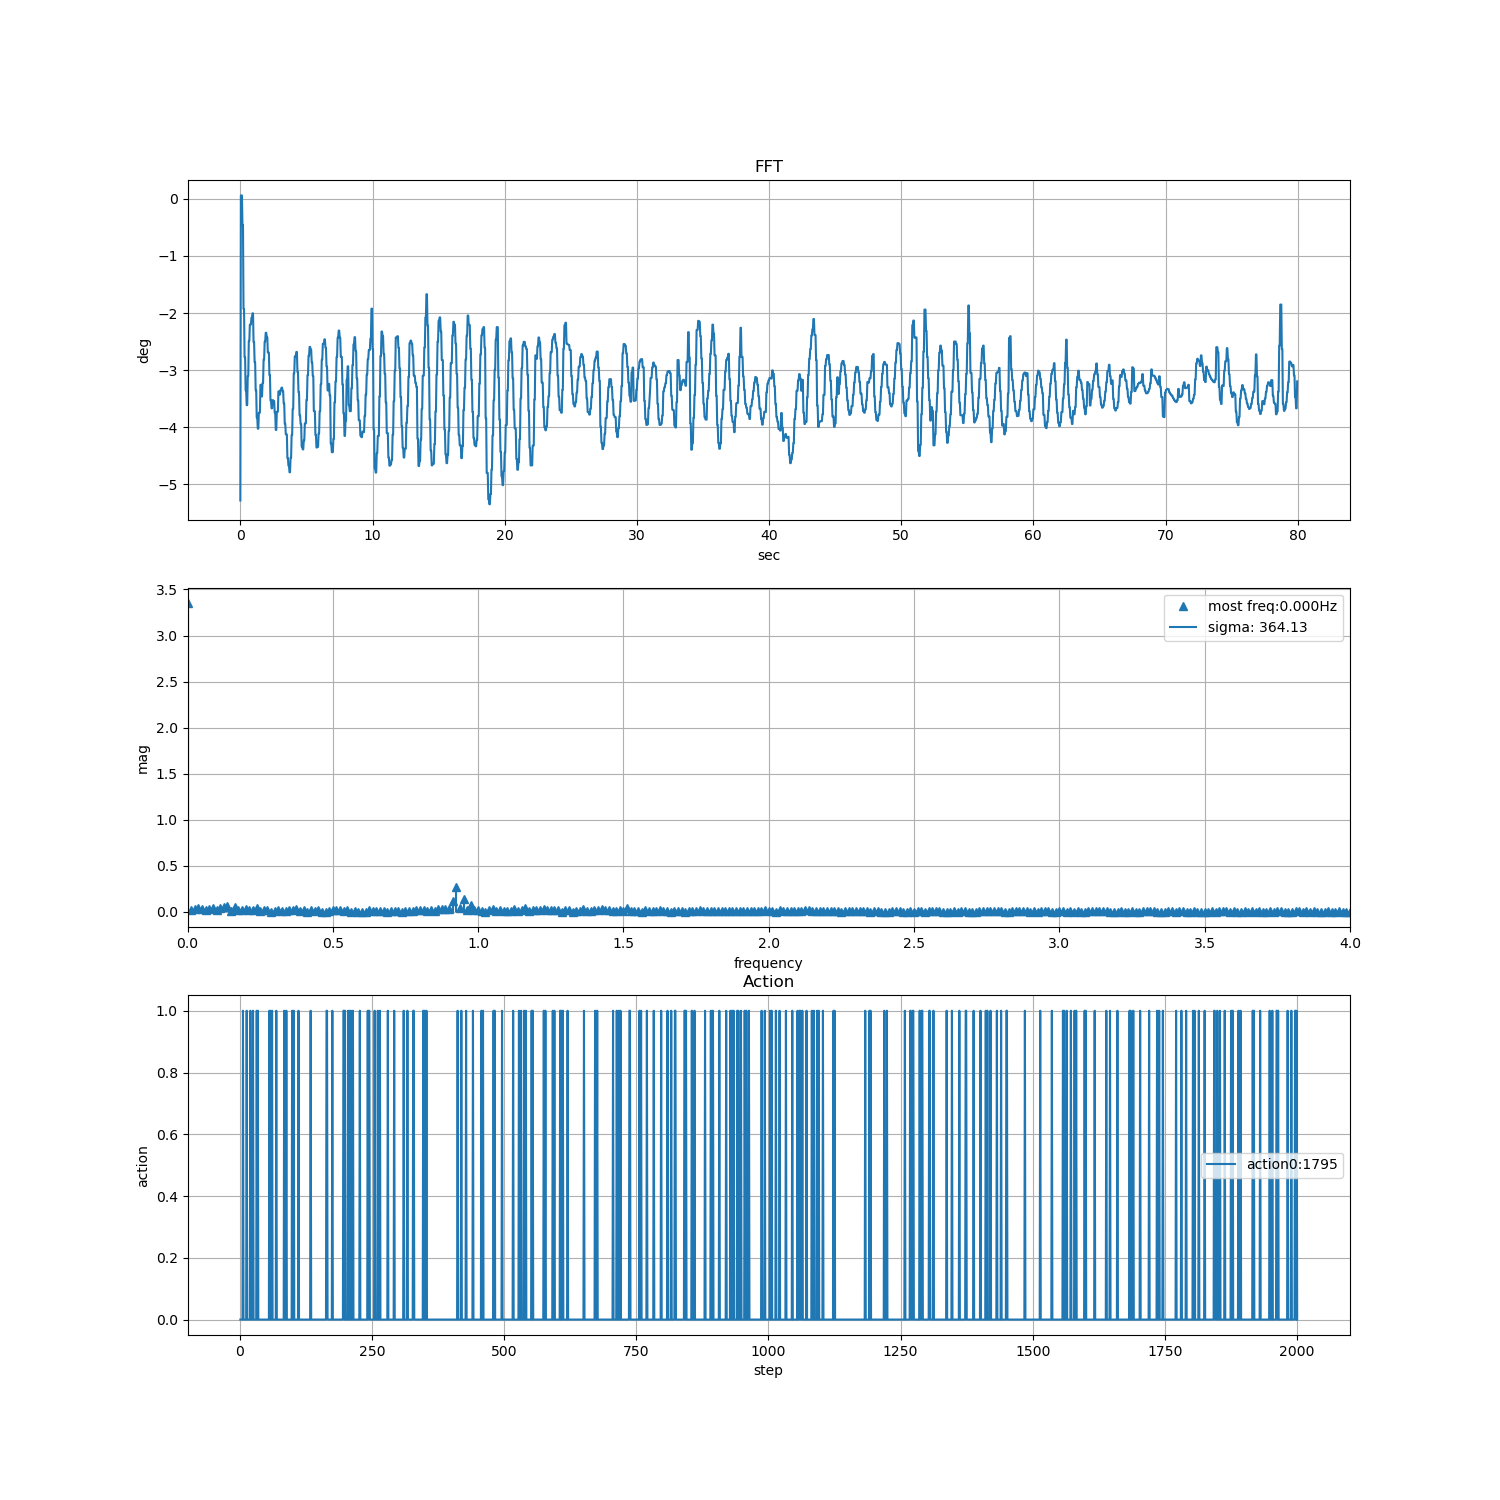 FFT
0
−1
−2
−3
−4
−5
deg
0 10 20 30 40 50 60 70 80
sec
3.5
3.0
2.5
2.0
1.5
1.0
0.5
0.0
mag
most freq:0.000Hz
sigma: 364.13
0.0 0.5 1.0 1.5 2.0 2.5 3.0 3.5 4.0
frequency
Action
1.0
0.8
0.6
0.4
0.2
0.0
action
action0:1795
0 250 500 750 1000 1250 1500 1750 2000
step